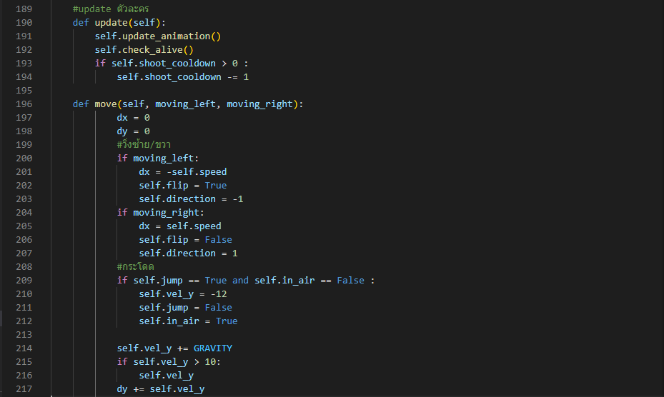 189 #update ตัวละคร
190 def update(self):
191 self.update_animation()
192 self.check_alive()
193 if self.shoot_cooldown > 0 :
194 self.shoot_cooldown -= 1
195
196 def move(self, moving_left, moving_right):
197 dx = 0
198 dy = 0
199 #วิ่งซ้าย/ขวา
200 if moving_left:
201 dx = -self.speed
202 self.flip = True
203 self.direction = -1
204 if moving_right:
205 dx = self.speed
206 self.flip = False
207 self.direction = 1
208 #กระโดด
209 if self.jump == True and self.in_air == False :
210 self.vel_y = -12
211 self.jump = False
212 self.in_air = True
213
214 self.vel_y += GRAVITY
215 if self.vel_y > 10:
216 self.vel_y
217 dy += self.vel_y